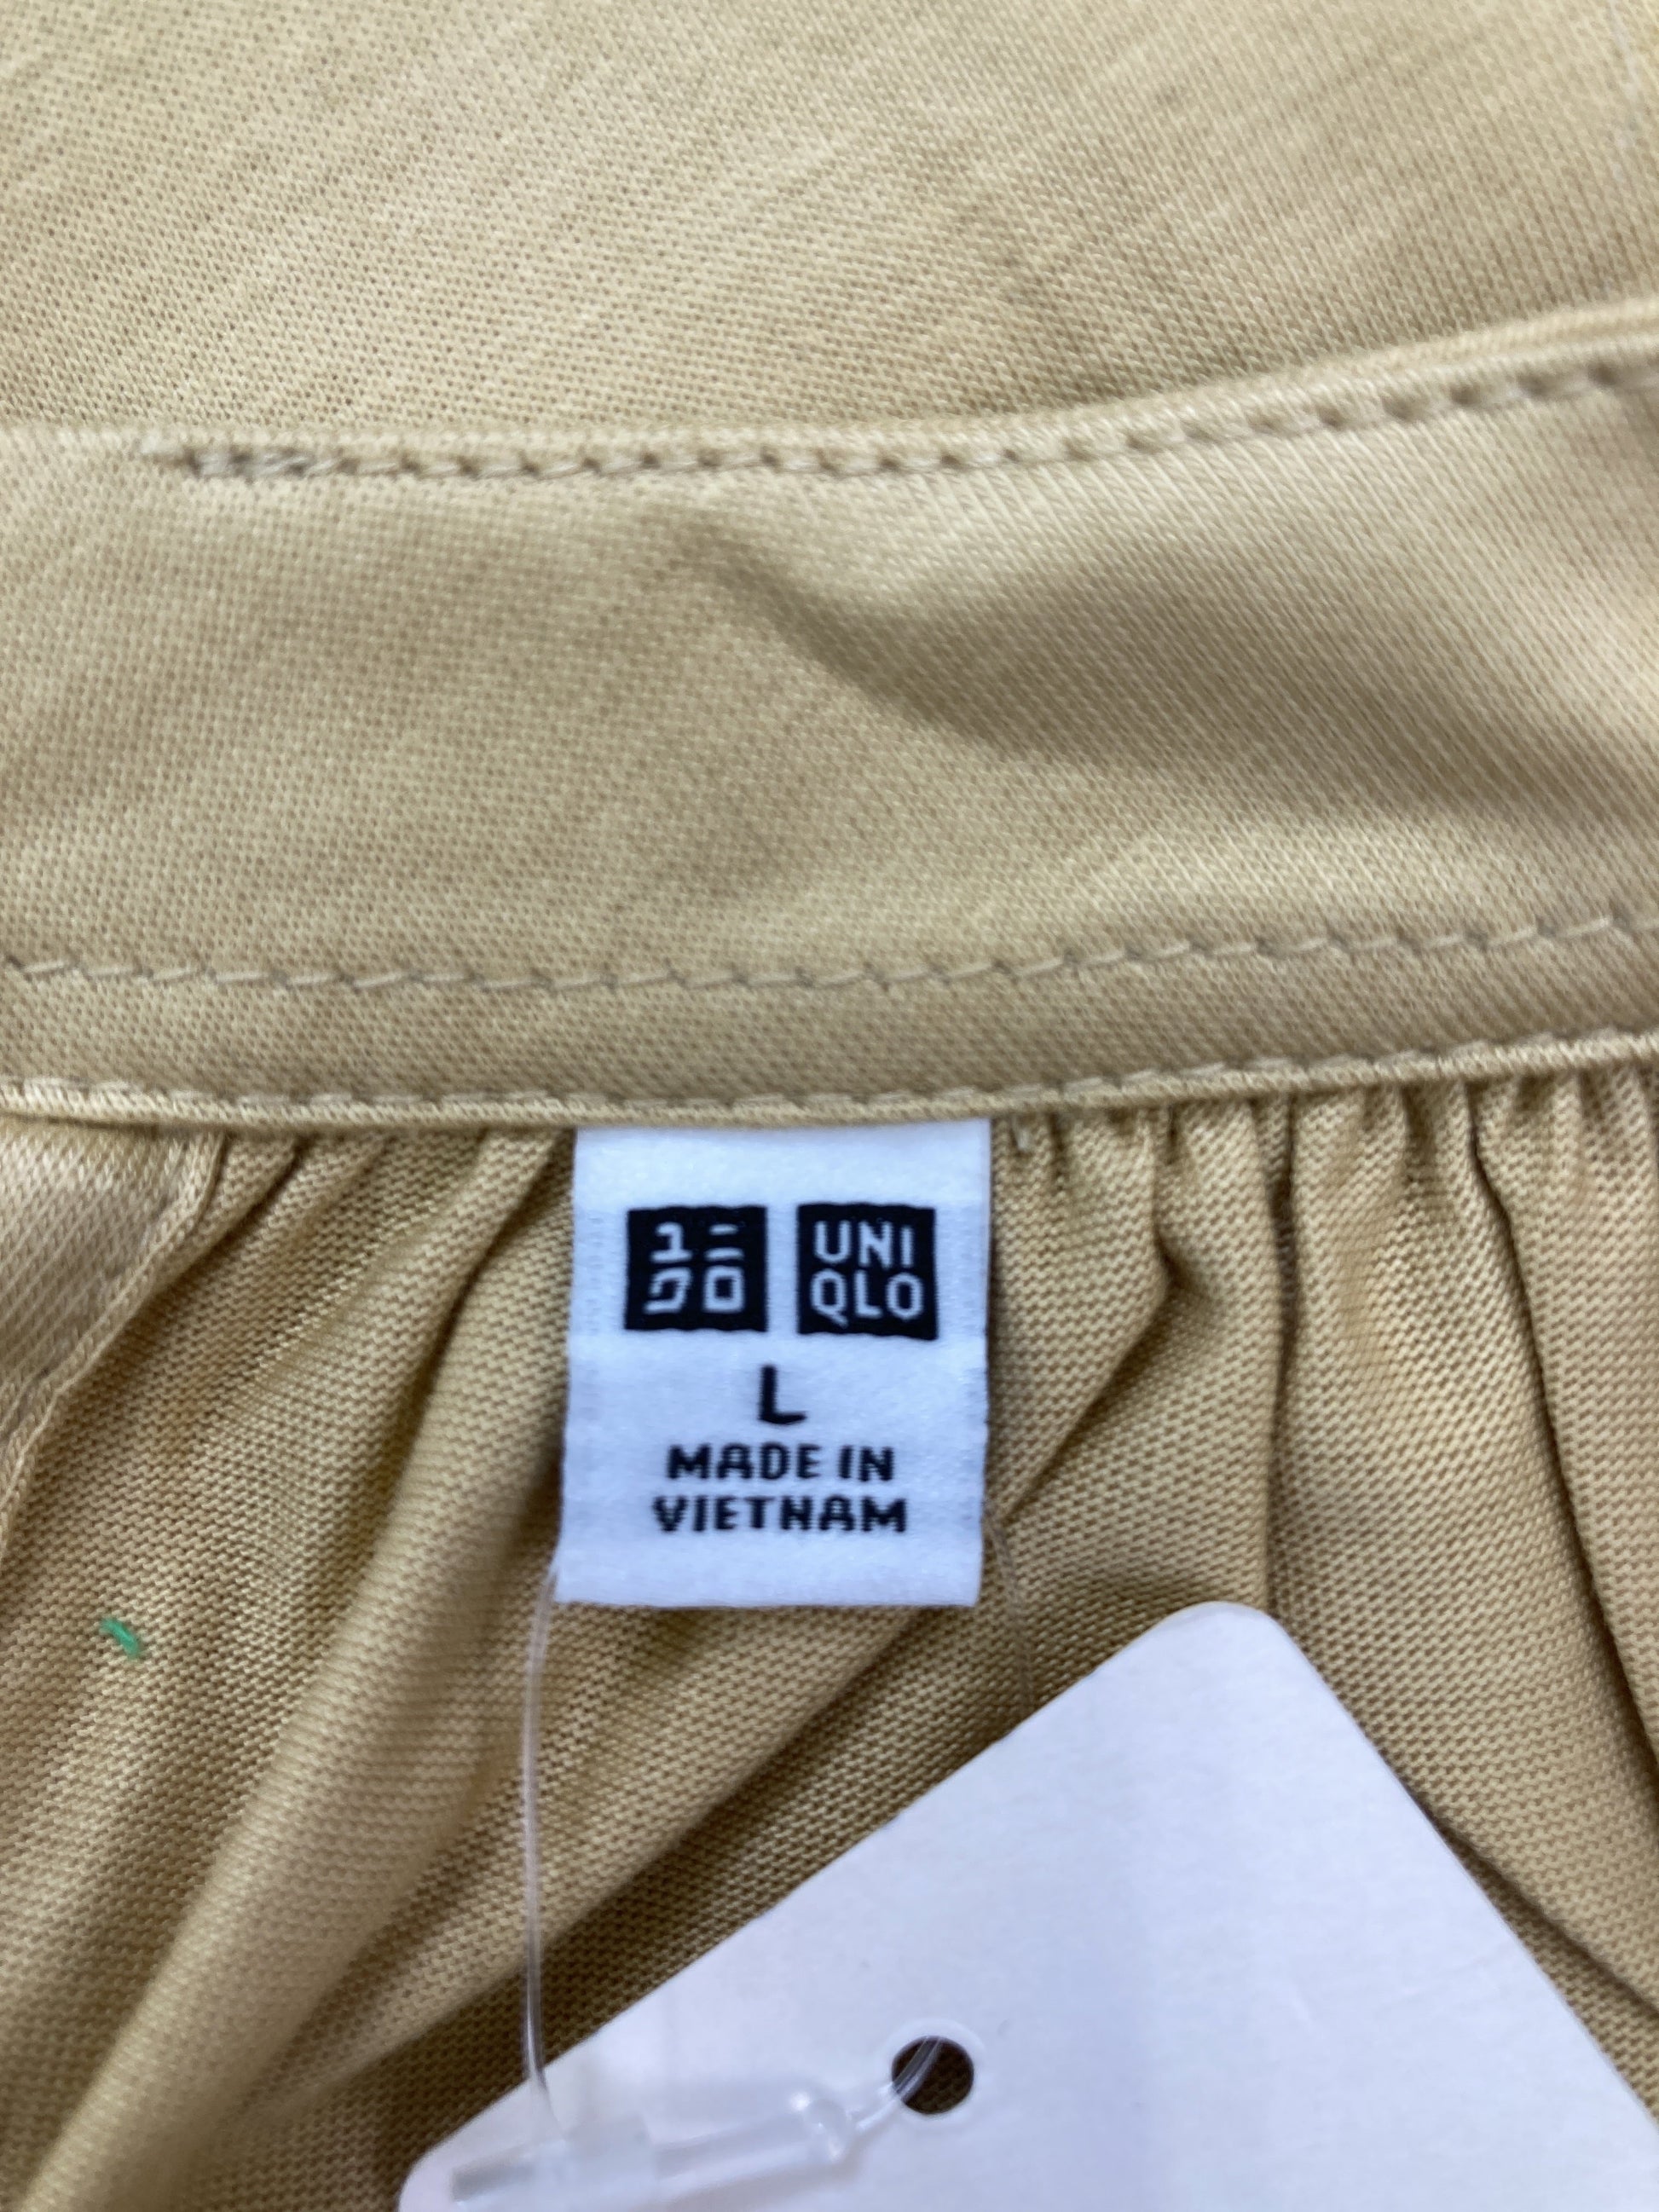 ユニ UNI
クロ QLO
L
MADE IN
VIETNAM